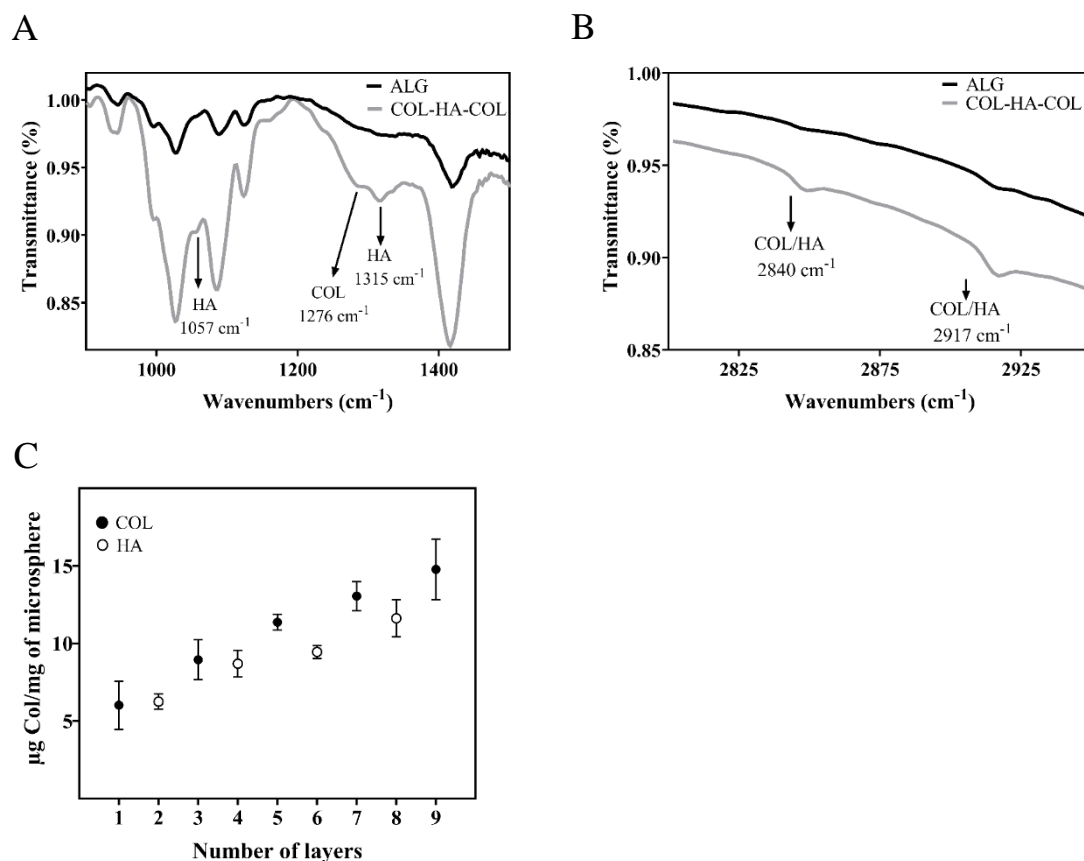 A
ALG
COL-HA-COL
1.00
0.95
0.90
0.85
Transmittance (%)
HA
1057 cm⁻¹
COL
1276 cm⁻¹
HA
1315 cm⁻¹
1000
1200
1400
Wavenumbers (cm⁻¹)
B
ALG
COL-HA-COL
1.00
0.95
0.90
0.85
Transmittance (%)
COL/HA
2840 cm⁻¹
COL/HA
2917 cm⁻¹
2825
2875
2925
Wavenumbers (cm⁻¹)
C
COL
HA
15
10
5
µg Col/mg of microsphere
1 2 3 4 5 6 7 8 9
Number of layers